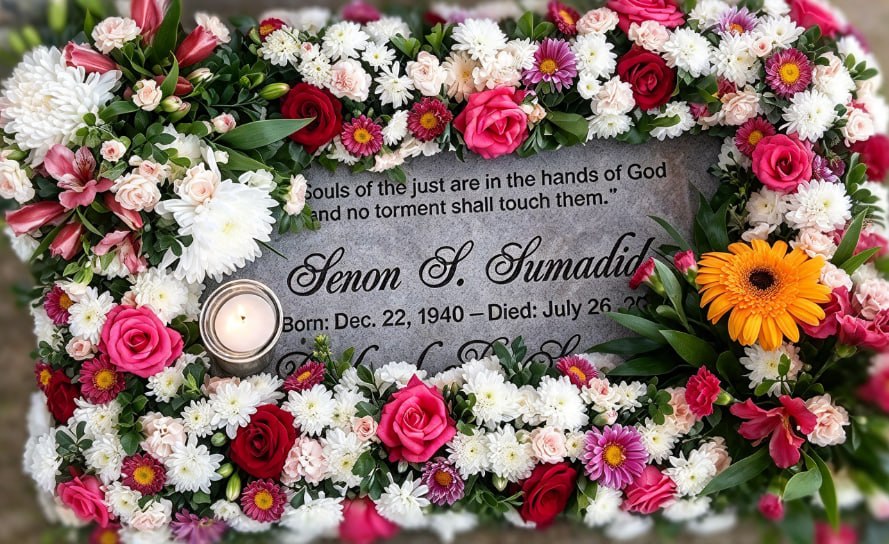 Souls of the just are in the hands of God
and no torment shall touch them."
Senon S. Sumadid
Born: Dec. 22, 1940 – Died: July 26, 20